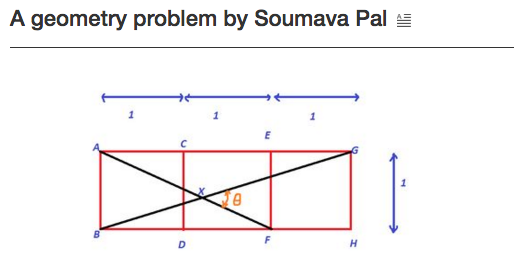 A geometry problem by Soumava Pal
1 1 1
A C E G
X θ 1
B D F H